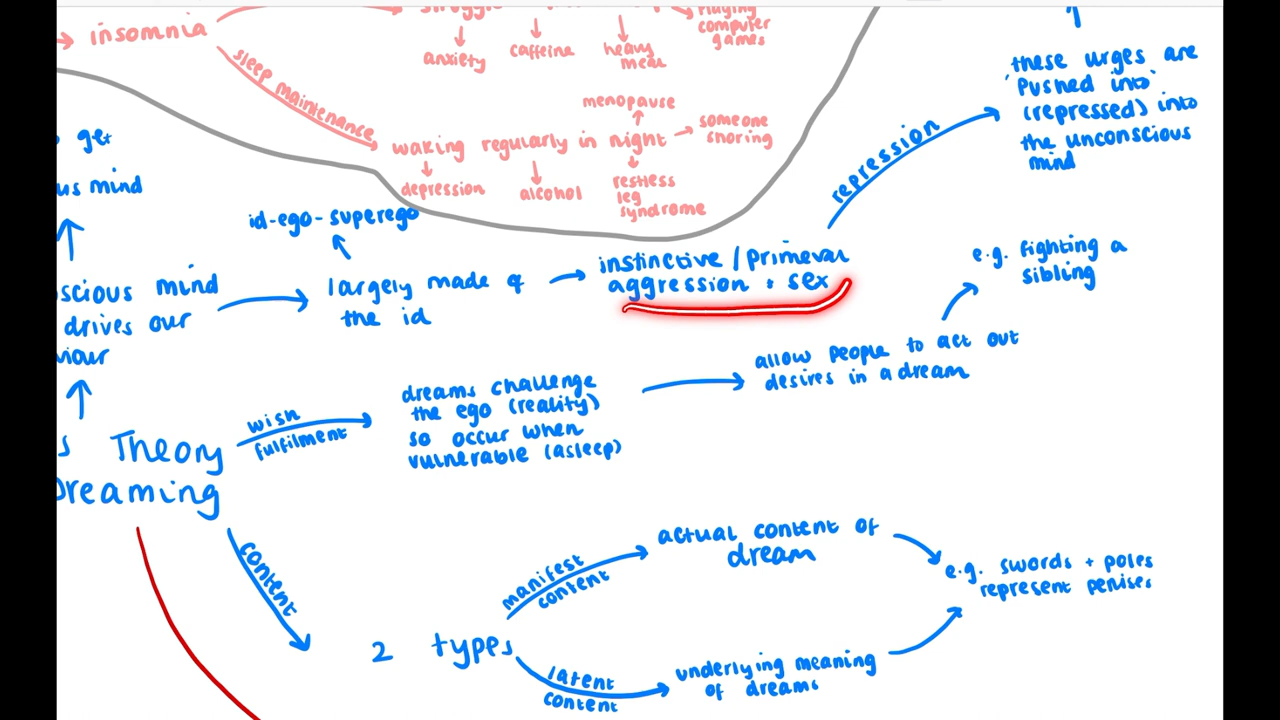 insomnia
struggle
anxiety
caffeine
heavy
meal
playing
computer
games
sleep maintenance
waking regularly in night
depression
alcohol
menopause
restless
leg
syndrome
someone
snoring
get
us mind
scious mind
drives our
viour
id-ego-superego
largely made of
the id
instinctive / primeval
aggression + sex
repression
these urges are
'pushed into'
(repressed) into
the unconscious
mind
s Theory
Dreaming
wish
fulfilment
dreams challenge
the ego (reality)
so occur when
vulnerable (asleep)
allow people to act out
desires in a dream
e.g. fighting a
sibling
content
2 types
manifest
content
actual content of
dream
latent
content
underlying meaning
of dreams
e.g. swords + poles
represent penises